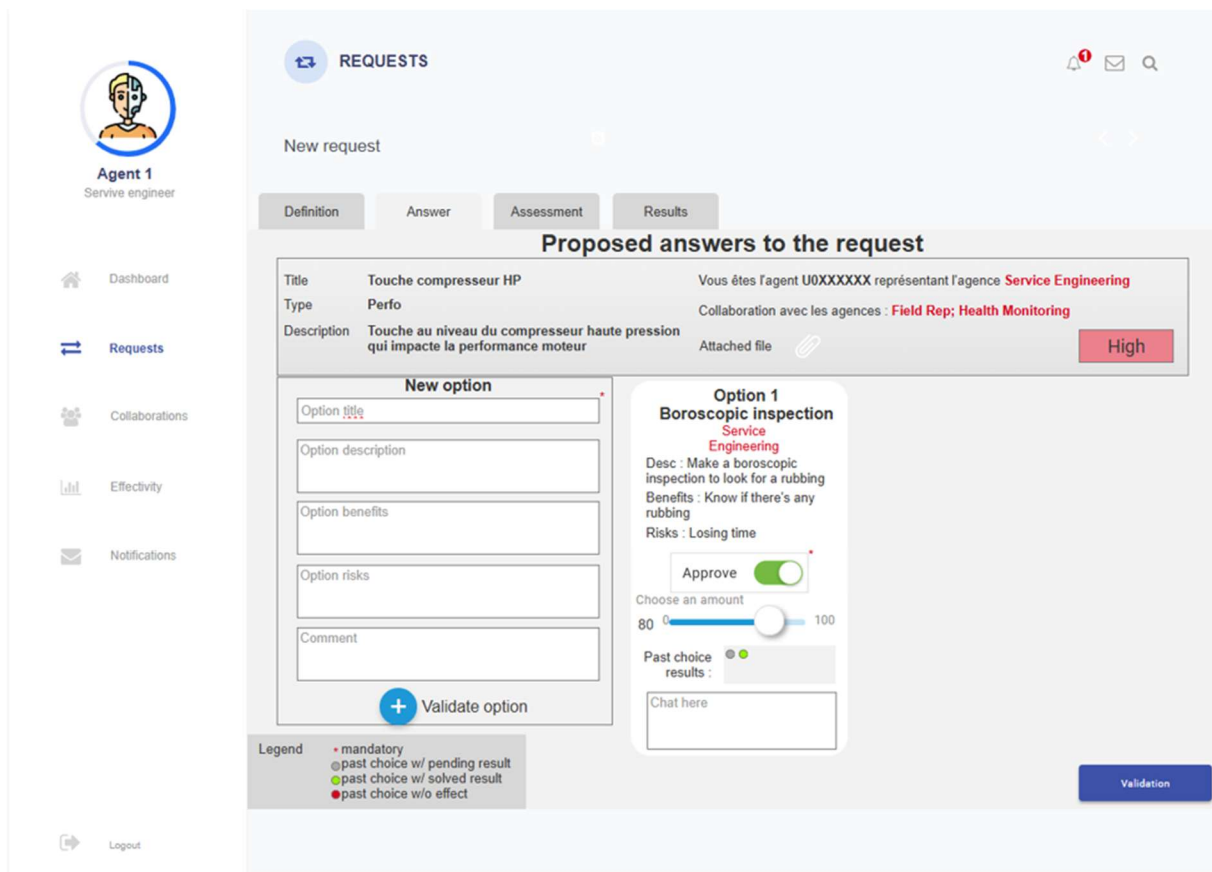 REQUESTS
1
New request
Agent 1
Servive engineer
Definition
Answer
Assessment
Results
Proposed answers to the request
Title
Touche compresseur HP
Vous êtes l'agent U0XXXXXX représentant l'agence Service Engineering
Type
Perfo
Collaboration avec les agences : Field Rep; Health Monitoring
Description
Touche au niveau du compresseur haute pression
qui impacte la performance moteur
Attached file
High
Dashboard
Requests
Collaborations
Effectivity
Notifications
Logout
New option
*
Option title
Option description
Option benefits
Option risks
Comment
+ Validate option
Option 1
Boroscopic inspection
Service
Engineering
Desc : Make a boroscopic
inspection to look for a rubbing
Benefits : Know if there's any
rubbing
Risks : Losing time
*
Approve
Choose an amount
80 0 100
Past choice
results :
Chat here
Legend
* mandatory
past choice w/ pending result
past choice w/ solved result
past choice w/o effect
Validation